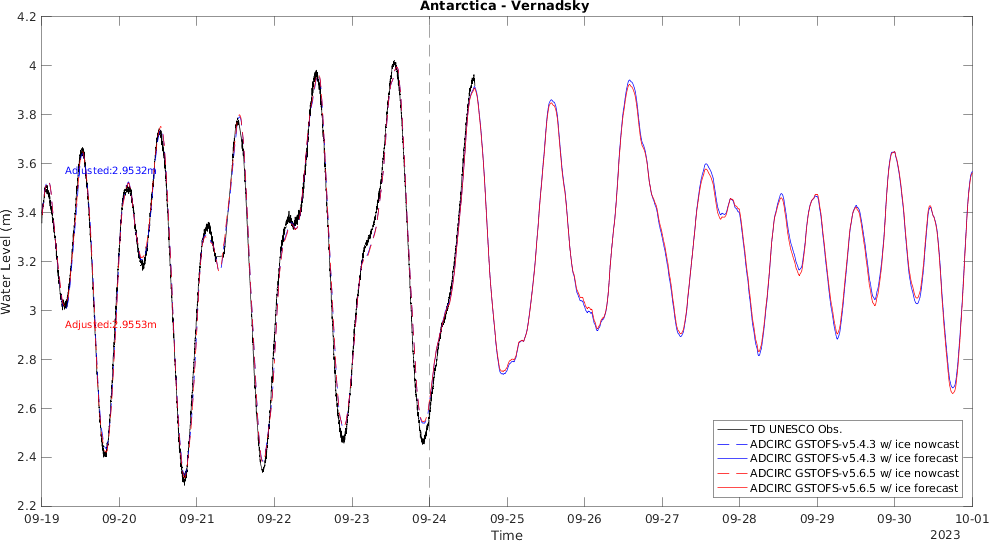 Antarctica - Vernadsky
4.2
4
3.8
3.6
3.4
3.2
3
2.8
2.6
2.4
2.2
Water Level (m)
Adjusted:2.9532m
Adjusted:2.9553m
TD UNESCO Obs.
ADCIRC GSTOFS-v5.4.3 w/ ice nowcast
ADCIRC GSTOFS-v5.4.3 w/ ice forecast
ADCIRC GSTOFS-v5.6.5 w/ ice nowcast
ADCIRC GSTOFS-v5.6.5 w/ ice forecast
09-19 09-20 09-21 09-22 09-23 09-24 09-25 09-26 09-27 09-28 09-29 09-30 10-01
Time
2023